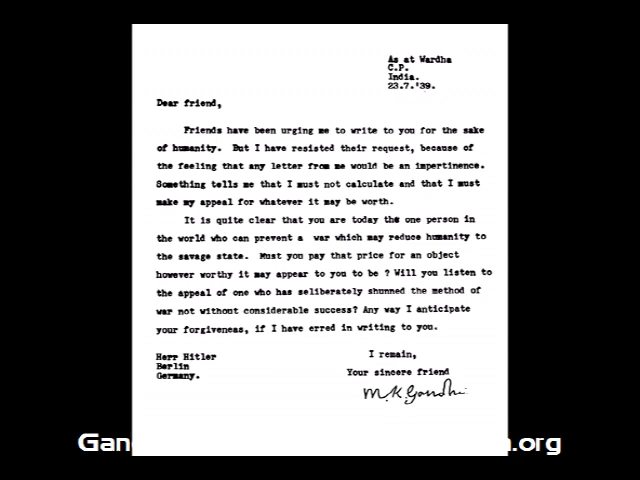 As at Wardha
C.P.
India.
23.7.'39.
Dear friend,
Friends have been urging me to write to you for the sake
of humanity. But I have resisted their request, because of
the feeling that any letter from me would be an impertinence.
Something tells me that I must not calculate and that I must
make my appeal for whatever it may be worth.
It is quite clear that you are today the one person in
the world who can prevent a war which may reduce humanity to
the savage state. Must you pay that price for an object
however worthy it may appear to you to be ? Will you listen to
the appeal of one who has seliberately shunned the method of
war not without considerable success? Any way I anticipate
your forgiveness, if I have erred in writing to you.
I remain,
Herr Hitler
Berlin
Germany.
Your sincere friend
M.K.Gandhi
.org